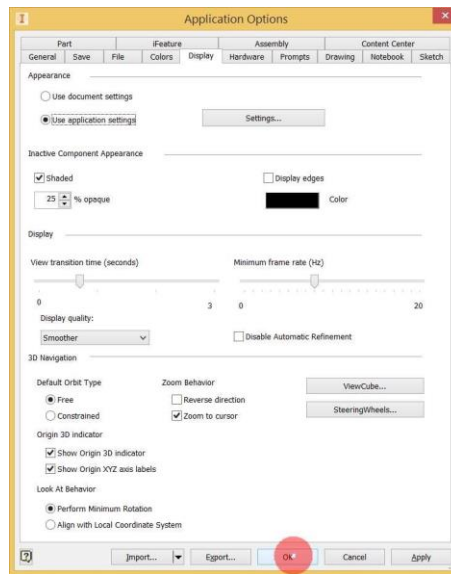 Application Options
Part iFeature Assembly Content Center
General Save File Colors Display Hardware Prompts Drawing Notebook Sketch
Appearance
Use document settings
Use application settings Settings...
Inactive Component Appearance
Shaded Display edges
25 % opaque Color
Display
View transition time (seconds) Minimum frame rate (Hz)
0 3 0 20
Display quality:
Smoother Disable Automatic Refinement
3D Navigation
Default Orbit Type Zoom Behavior ViewCube...
Free Reverse direction
Constrained Zoom to cursor SteeringWheels...
Origin 3D indicator
Show Origin 3D indicator
Show Origin XYZ axis labels
Look At Behavior
Perform Minimum Rotation
Align with Local Coordinate System
? Import... Export... OK Cancel Apply